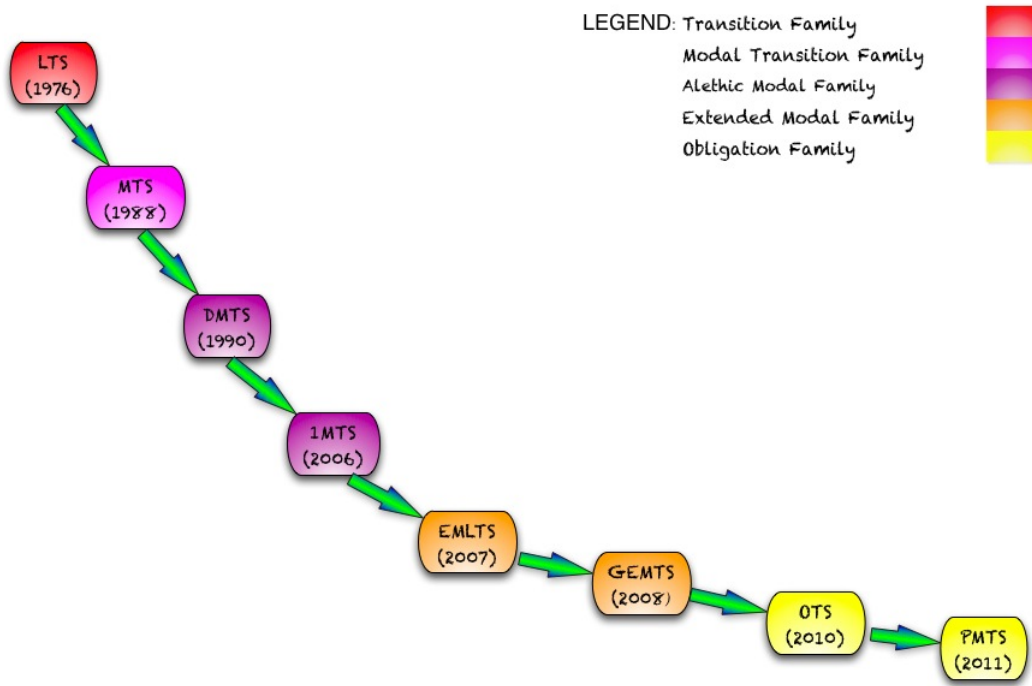 LEGEND: Transition Family
Modal Transition Family
Alethic Modal Family
Extended Modal Family
Obligation Family
LTS
(1976)
MTS
(1988)
DMTS
(1990)
1MTS
(2006)
EMLTS
(2007)
GEMTS
(2008)
OTS
(2010)
PMTS
(2011)